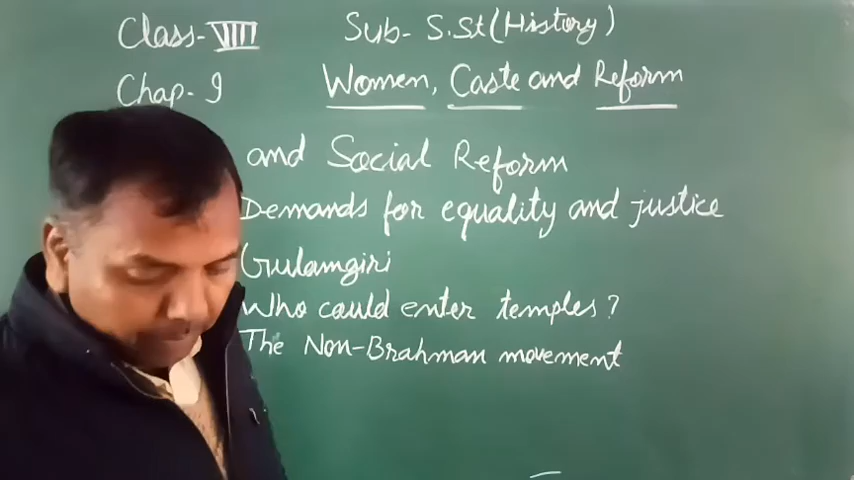 Class-VIII Sub- S.St(History)
Chap-9 Women, Caste and Reform
and Social Reform
Demands for equality and justice
Gulamgiri
Who could enter temples?
The Non-Brahman movement